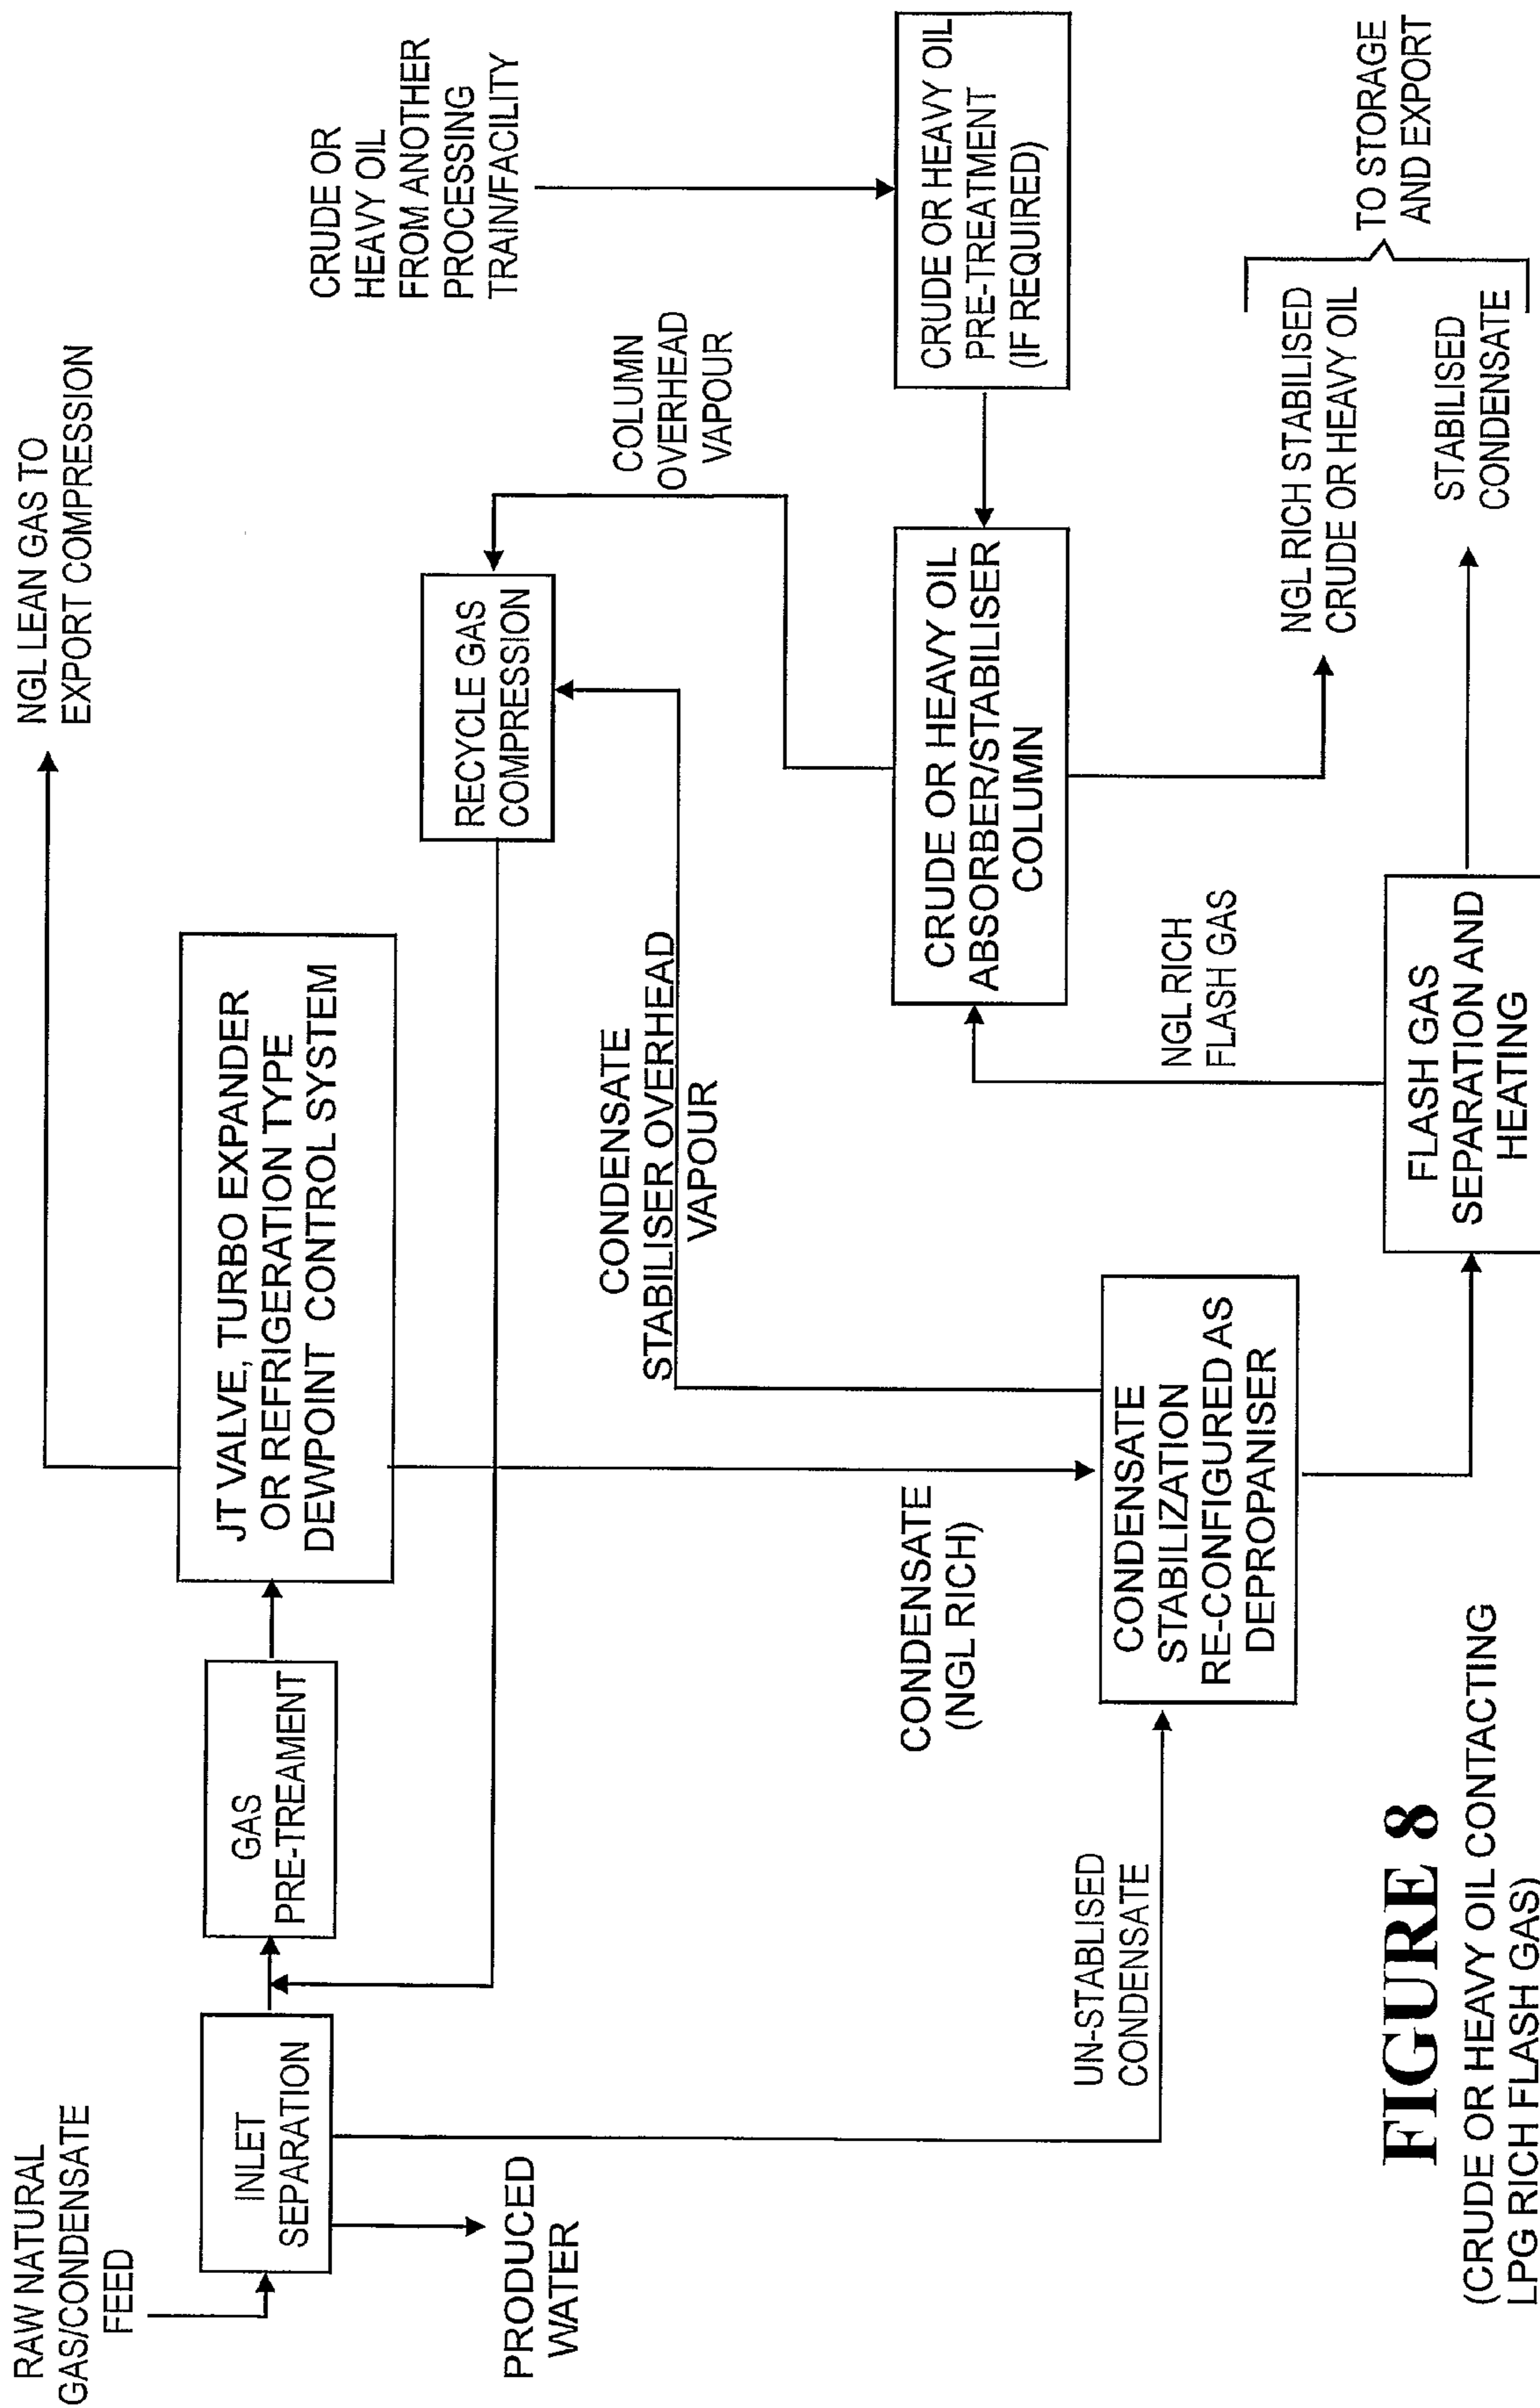 RAW NATURAL
GAS/CONDENSATE
FEED
INLET
SEPARATION
PRODUCED
WATER
GAS
PRE-TREAMENT
JT VALVE, TURBO EXPANDER
OR REFRIGERATION TYPE
DEWPOINT CONTROL SYSTEM
NGL LEAN GAS TO
EXPORT COMPRESSION
RECYCLE GAS
COMPRESSION
COLUMN
OVERHEAD
VAPOUR
CRUDE OR
HEAVY OIL
FROM ANOTHER
PROCESSING
TRAIN/FACILITY
CONDENSATE
STABILISER OVERHEAD
VAPOUR
CONDENSATE
(NGL RICH)
UN-STABLISED
CONDENSATE
CONDENSATE
STABILIZATION
RE-CONFIGURED AS
DEPROPANISER
CRUDE OR HEAVY OIL
ABSORBER/STABILISER
COLUMN
CRUDE OR HEAVY OIL
PRE-TREATMENT
(IF REQUIRED)
NGL RICH
FLASH GAS
FLASH GAS
SEPARATION AND
HEATING
NGL RICH STABILISED
CRUDE OR HEAVY OIL
STABILISED
CONDENSATE
TO STORAGE
AND EXPORT
FIGURE 8
(CRUDE OR HEAVY OIL CONTACTING
LPG RICH FLASH GAS)